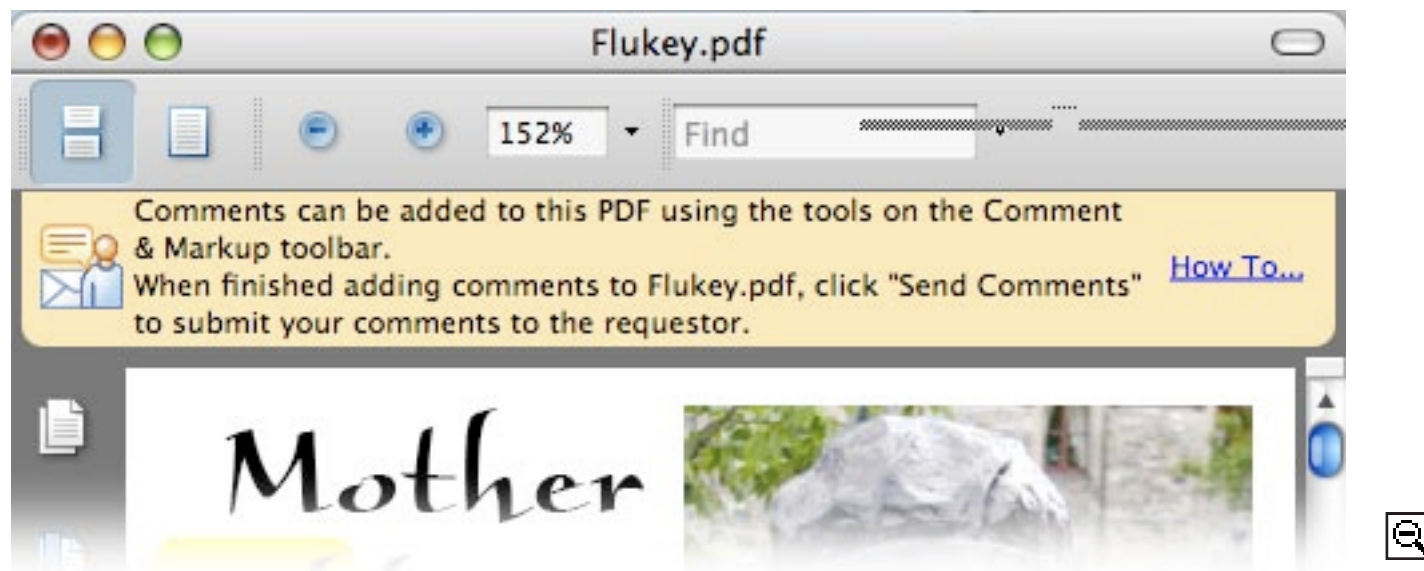 Flukey.pdf
152%
Find
Comments can be added to this PDF using the tools on the Comment
& Markup toolbar.
When finished adding comments to Flukey.pdf, click "Send Comments"
to submit your comments to the requestor.
How To...
Mother